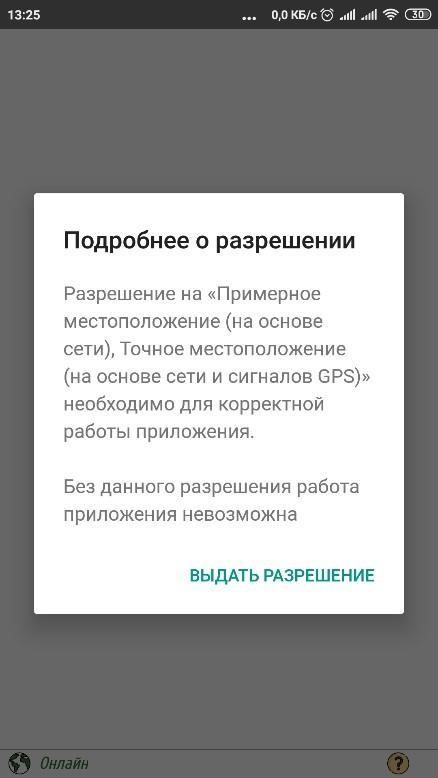 13:25
... 0,0 КБ/с 30
Подробнее о разрешении
Разрешение на «Примерное
местоположение (на основе
сети), Точное местоположение
(на основе сети и сигналов GPS)»
необходимо для корректной
работы приложения.
Без данного разрешения работа
приложения невозможна
ВЫДАТЬ РАЗРЕШЕНИЕ
Онлайн ?